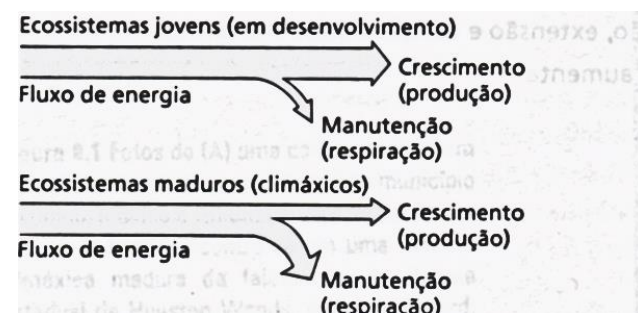 Ecossistemas jovens (em desenvolvimento)
Crescimento
(produção)
Fluxo de energia
Manutenção
(respiração)
Ecossistemas maduros (climáxicos)
Crescimento
(produção)
Fluxo de energia
Manutenção
(respiração)